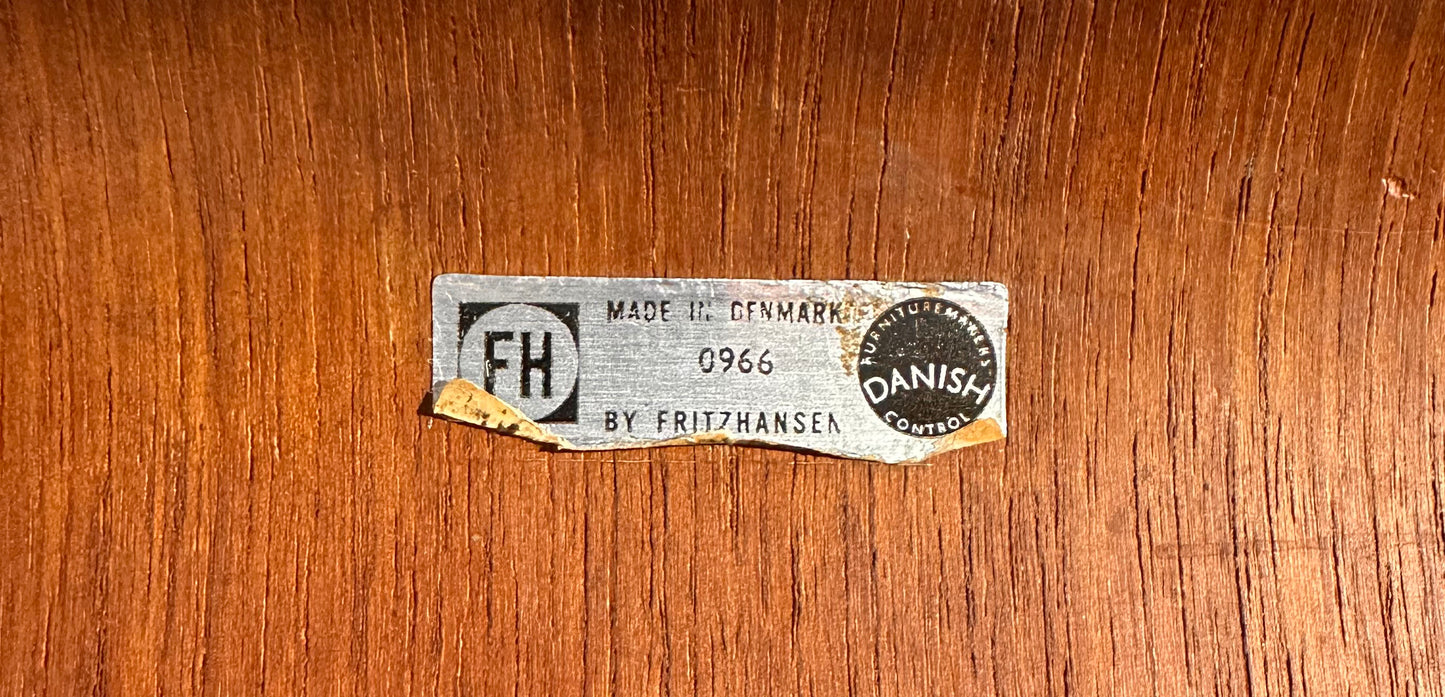 FH
MADE IN DENMARK
0966
BY FRITZHANSEN
FURNITUREMAKERS
DANISH
CONTROL